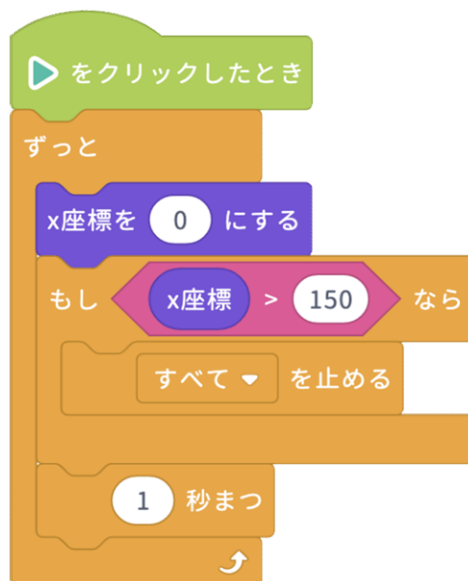 をクリックしたとき
ずっと
x座標を 0 にする
もし x座標 > 150 なら
すべて を止める
1 秒まつ